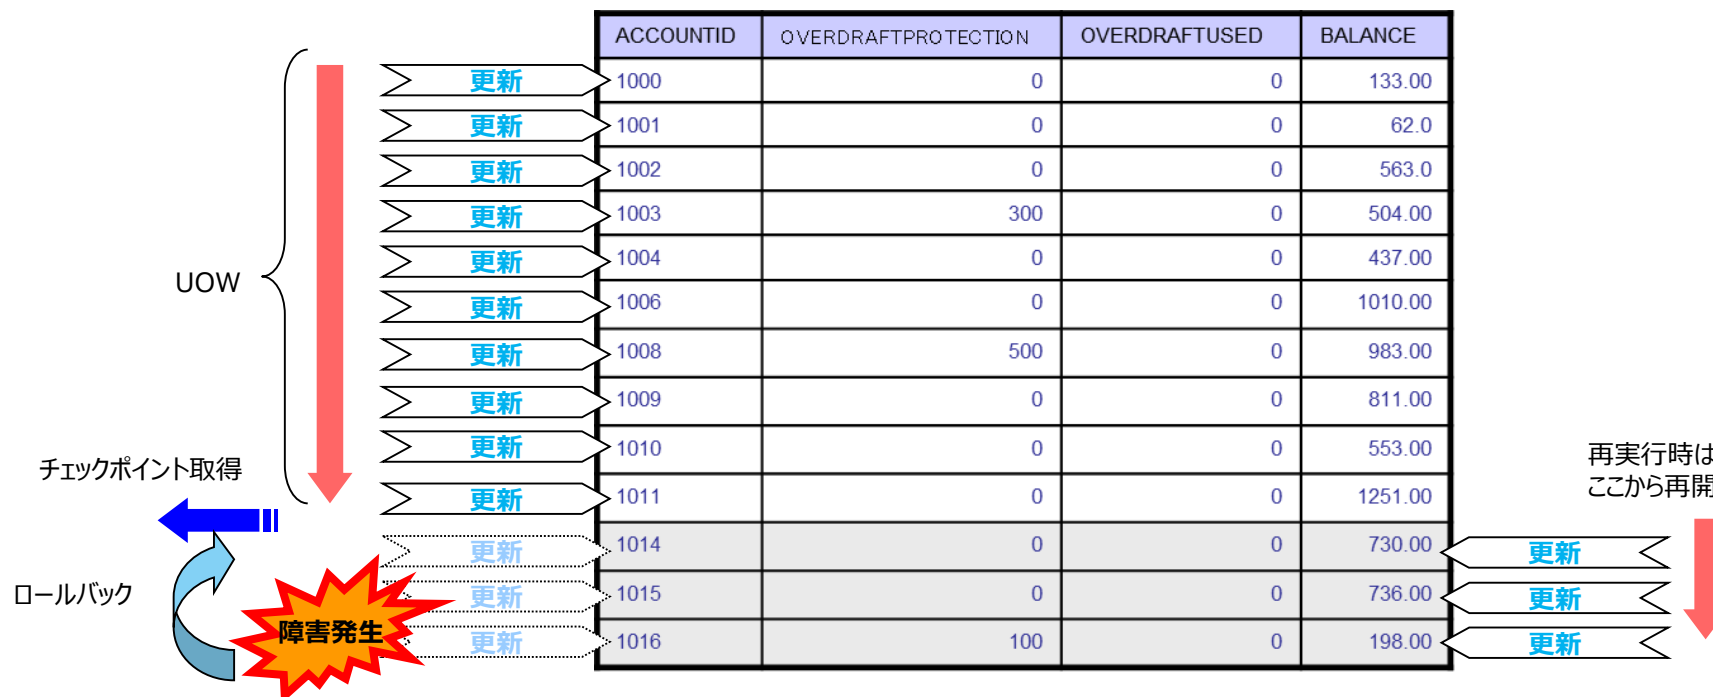 ACCOUNTID OVERDRAFTPROTECTION OVERDRAFTUSED BALANCE
更新 1000 0 0 133.00
更新 1001 0 0 62.0
更新 1002 0 0 563.0
更新 1003 300 0 504.00
更新 1004 0 0 437.00
UOW
更新 1006 0 0 1010.00
更新 1008 500 0 983.00
更新 1009 0 0 811.00
更新 1010 0 0 553.00
チェックポイント取得
再実行時は
ここから再開
更新 1011 0 0 1251.00
更新 1014 0 0 730.00 更新
ロールバック
更新 1015 0 0 736.00 更新
障害発生
更新 1016 100 0 198.00 更新